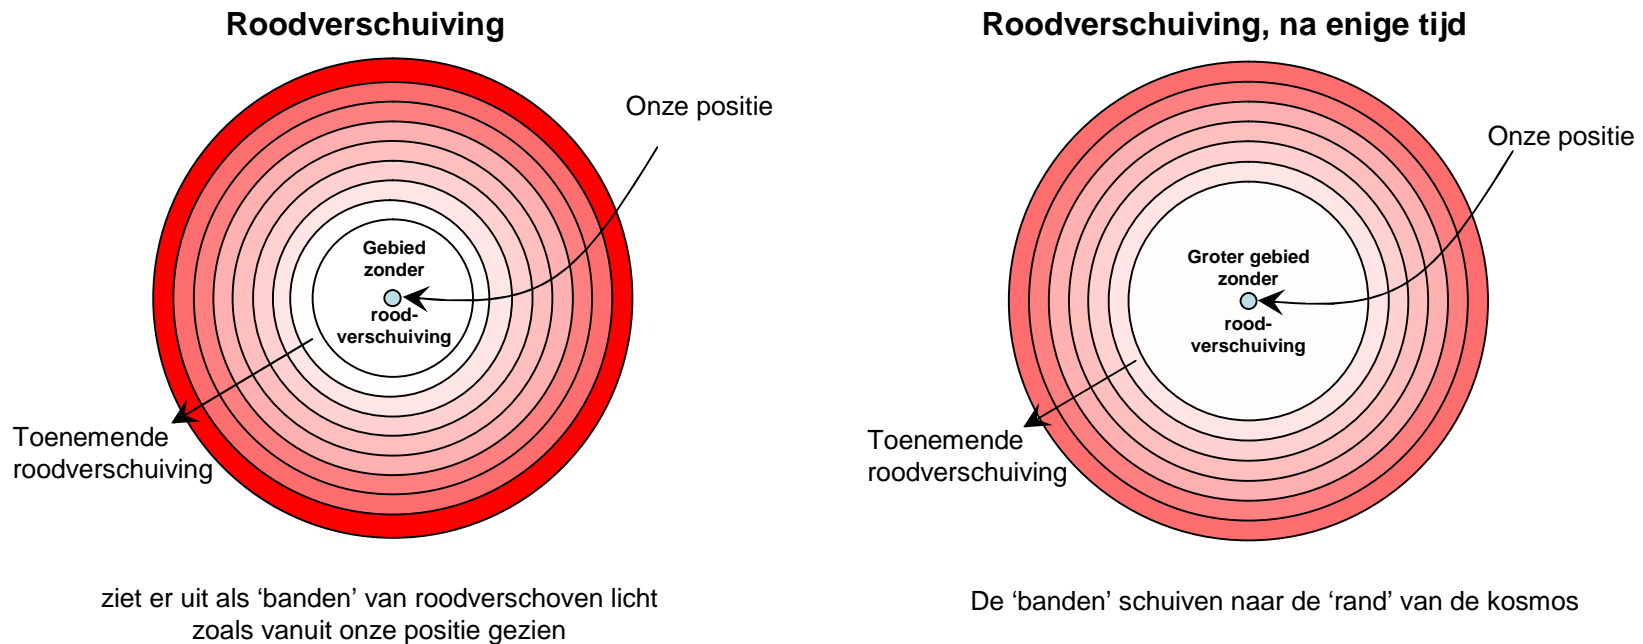 Roodverschuiving
Onze positie
Gebied
zonder
rood-
verschuiving
Toenemende
roodverschuiving
ziet er uit als ‘banden’ van roodverschoven licht
zoals vanuit onze positie gezien
Roodverschuiving, na enige tijd
Onze positie
Groter gebied
zonder
rood-
verschuiving
Toenemende
roodverschuiving
De ‘banden’ schuiven naar de ‘rand’ van de kosmos